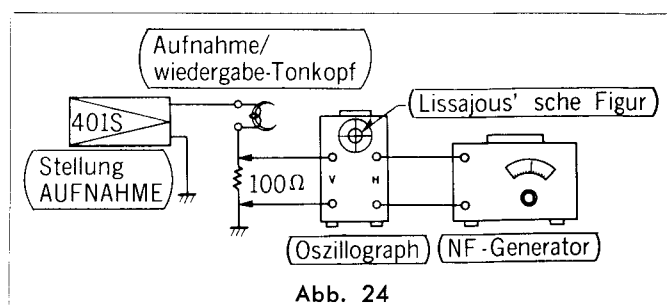 Aufnahme/
wiedergabe-Tonkopf
401S
Stellung
AUFNAHME
100Ω
(Lissajous' sche Figur)
V H
(Oszillograph) (NF-Generator)
Abb. 24